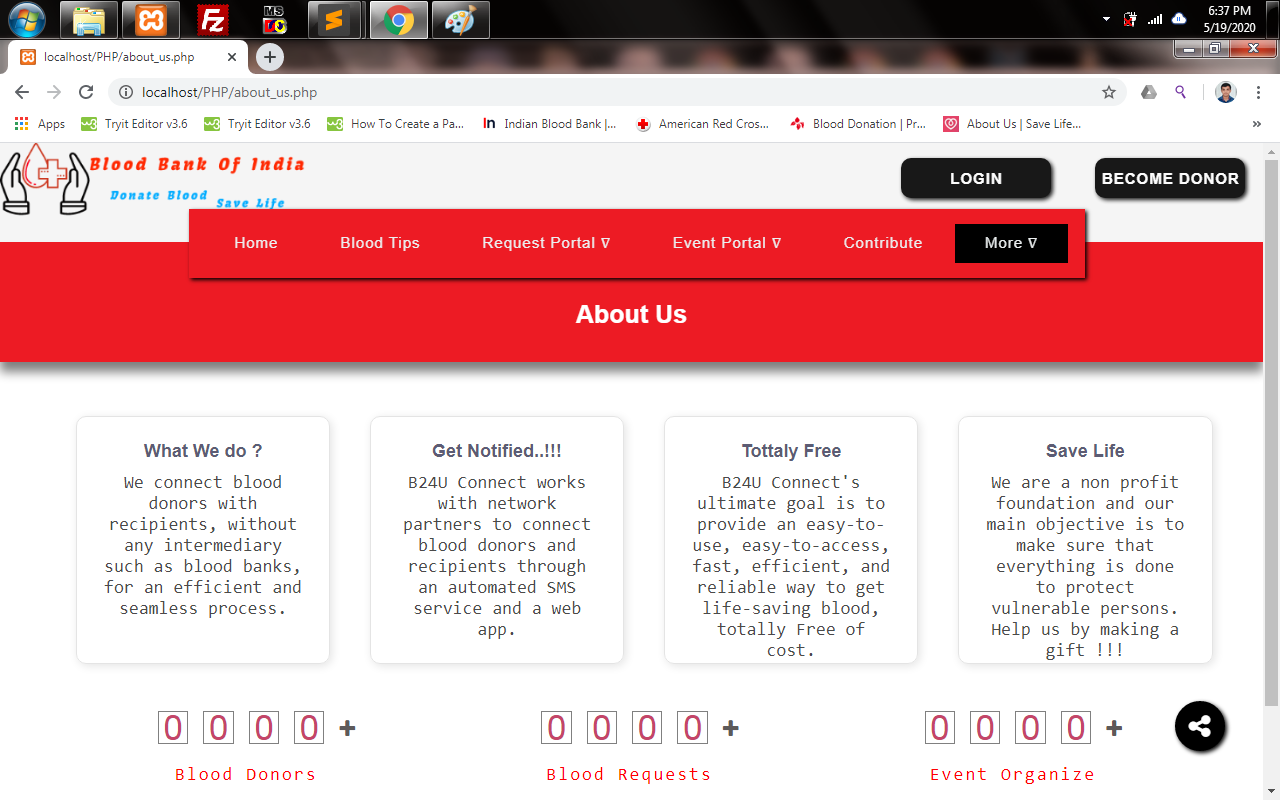 MS
6:37 PM
5/19/2020
localhost/PHP/about_us.php
localhost/PHP/about_us.php
Apps Tryit Editor v3.6 Tryit Editor v3.6 How To Create a Pa... Indian Blood Bank |... American Red Cros... Blood Donation | Pr... About Us | Save Life... »
Blood Bank Of India
Donate Blood
Save Life
LOGIN BECOME DONOR
Home Blood Tips Request Portal ∇ Event Portal ∇ Contribute More ∇
About Us
What We do ?
We connect blood
donors with
recipients, without
any intermediary
such as blood banks,
for an efficient and
seamless process.
Get Notified..!!!
B24U Connect works
with network
partners to connect
blood donors and
recipients through
an automated SMS
service and a web
app.
Tottaly Free
B24U Connect's
ultimate goal is to
provide an easy-to-
use, easy-to-access,
fast, efficient, and
reliable way to get
life-saving blood,
totally Free of
cost.
Save Life
We are a non profit
foundation and our
main objective is to
make sure that
everything is done
to protect
vulnerable persons.
Help us by making a
gift !!!
0 0 0 0 +
Blood Donors
0 0 0 0 +
Blood Requests
0 0 0 0 +
Event Organize